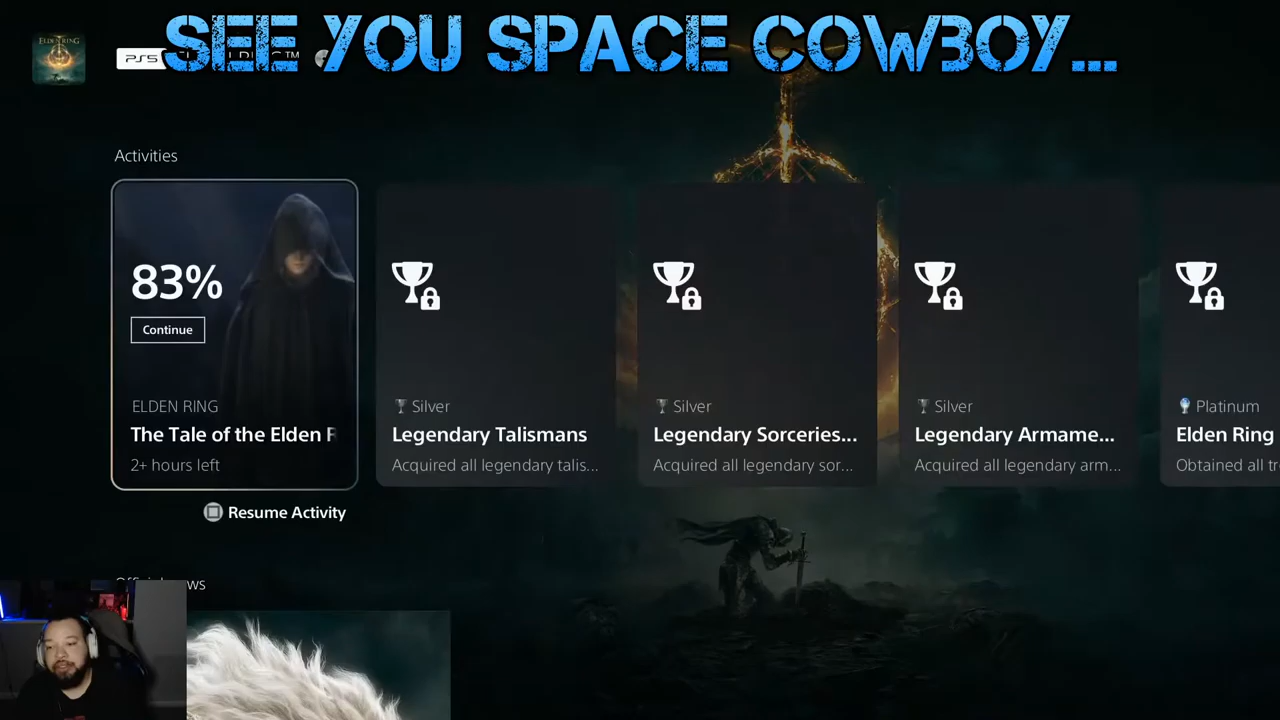 SEE YOU SPACE COWBOY...
ELDEN RING
PS5
Activities
83%
Continue
ELDEN RING
The Tale of the Elden R
2+ hours left
Silver
Legendary Talismans
Acquired all legendary talis...
Silver
Legendary Sorceries...
Acquired all legendary sor...
Silver
Legendary Armame...
Acquired all legendary arm...
Platinum
Elden Ring
Obtained all tr
Resume Activity